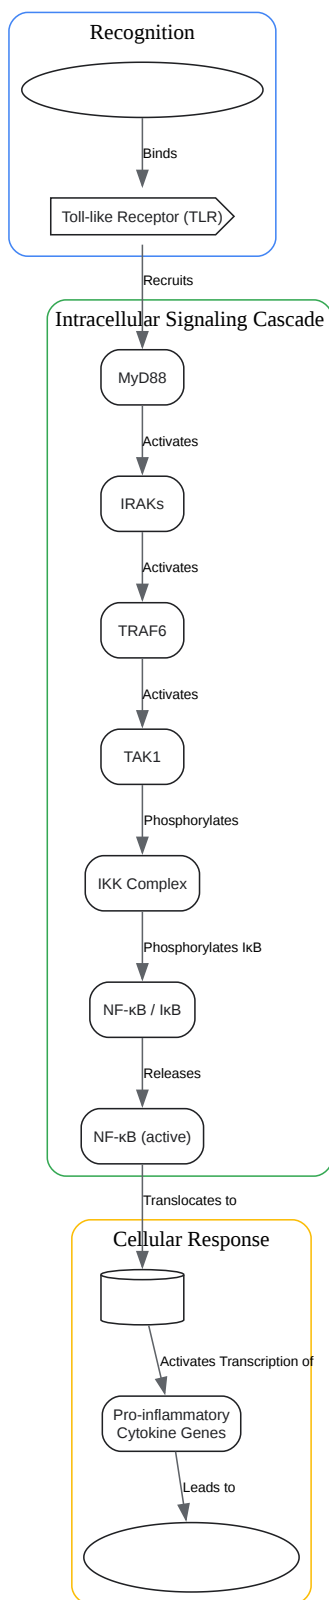 Recognition
Binds
Toll-like Receptor (TLR)
Recruits
Intracellular Signaling Cascade
MyD88
Activates
IRAKs
Activates
TRAF6
Activates
TAK1
Phosphorylates
IKK Complex
Phosphorylates IκB
NF-κB / IκB
Releases
NF-κB (active)
Translocates to
Cellular Response
Activates Transcription of
Pro-inflammatory
Cytokine Genes
Leads to